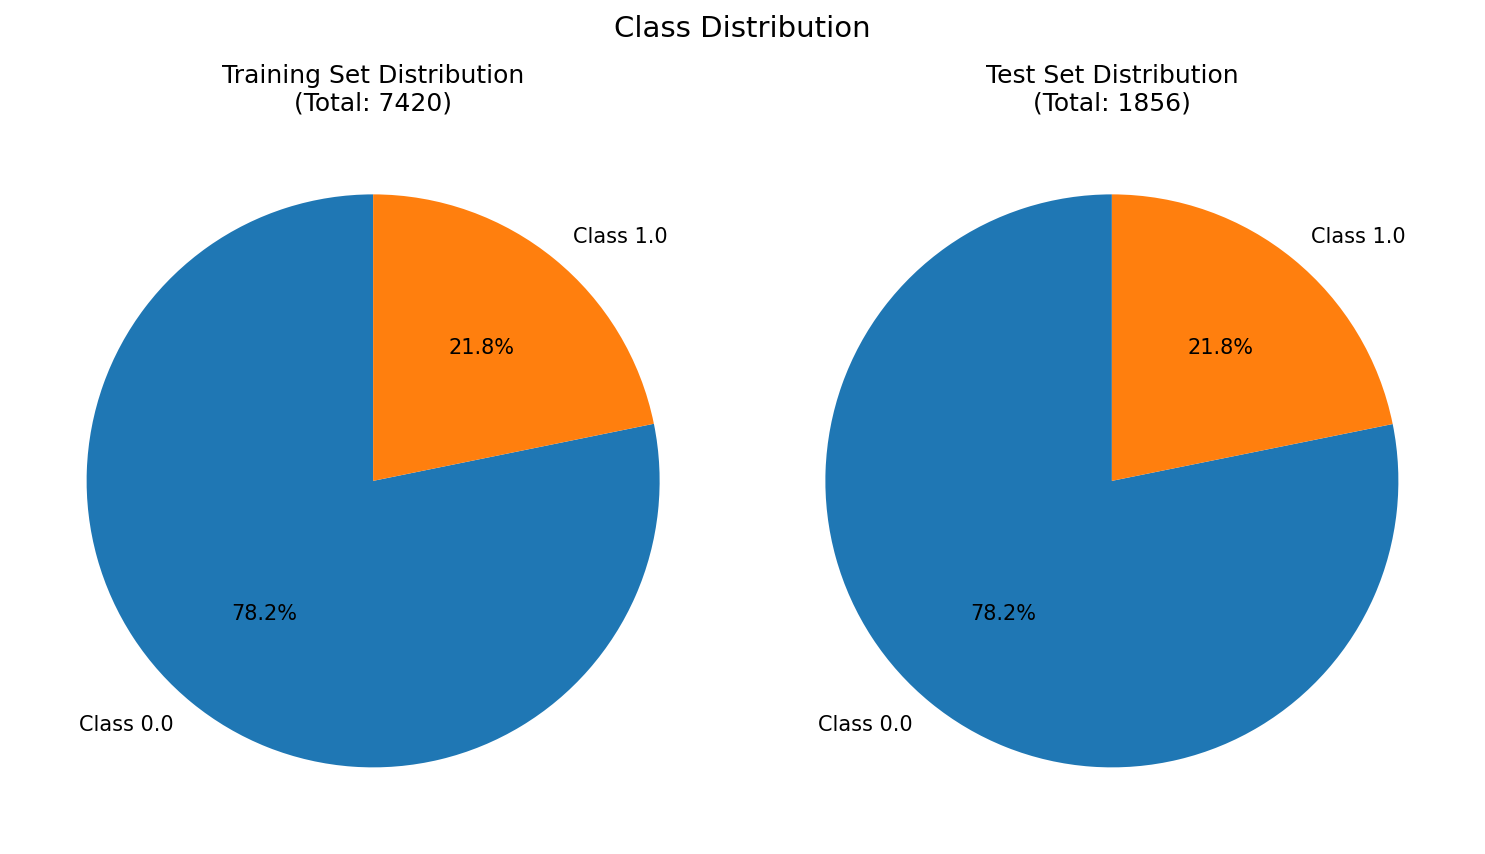 Class Distribution
Training Set Distribution
(Total: 7420)
Class 1.0
21.8%
78.2%
Class 0.0
Test Set Distribution
(Total: 1856)
Class 1.0
21.8%
78.2%
Class 0.0